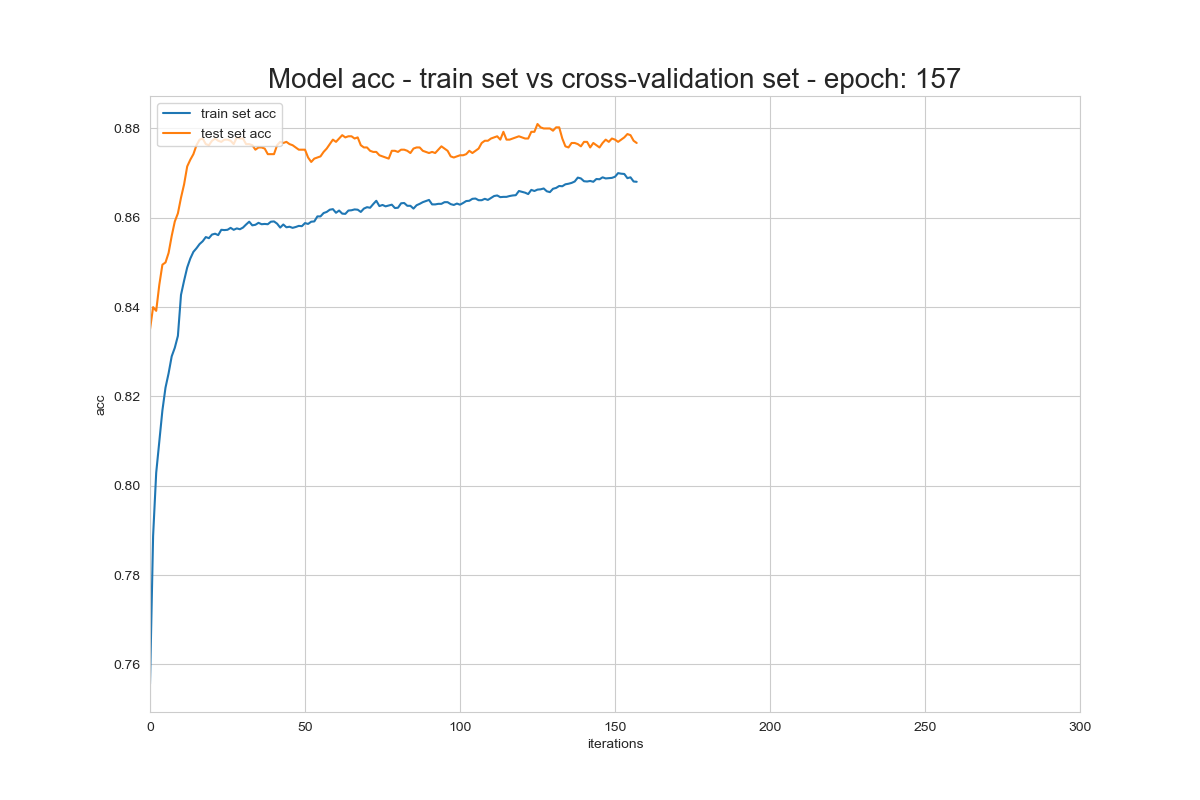 Model acc - train set vs cross-validation set - epoch: 157
train set acc
test set acc
0.88
0.86
0.84
0.82
0.80
0.78
0.76
acc
0
50
100
150
200
250
300
iterations